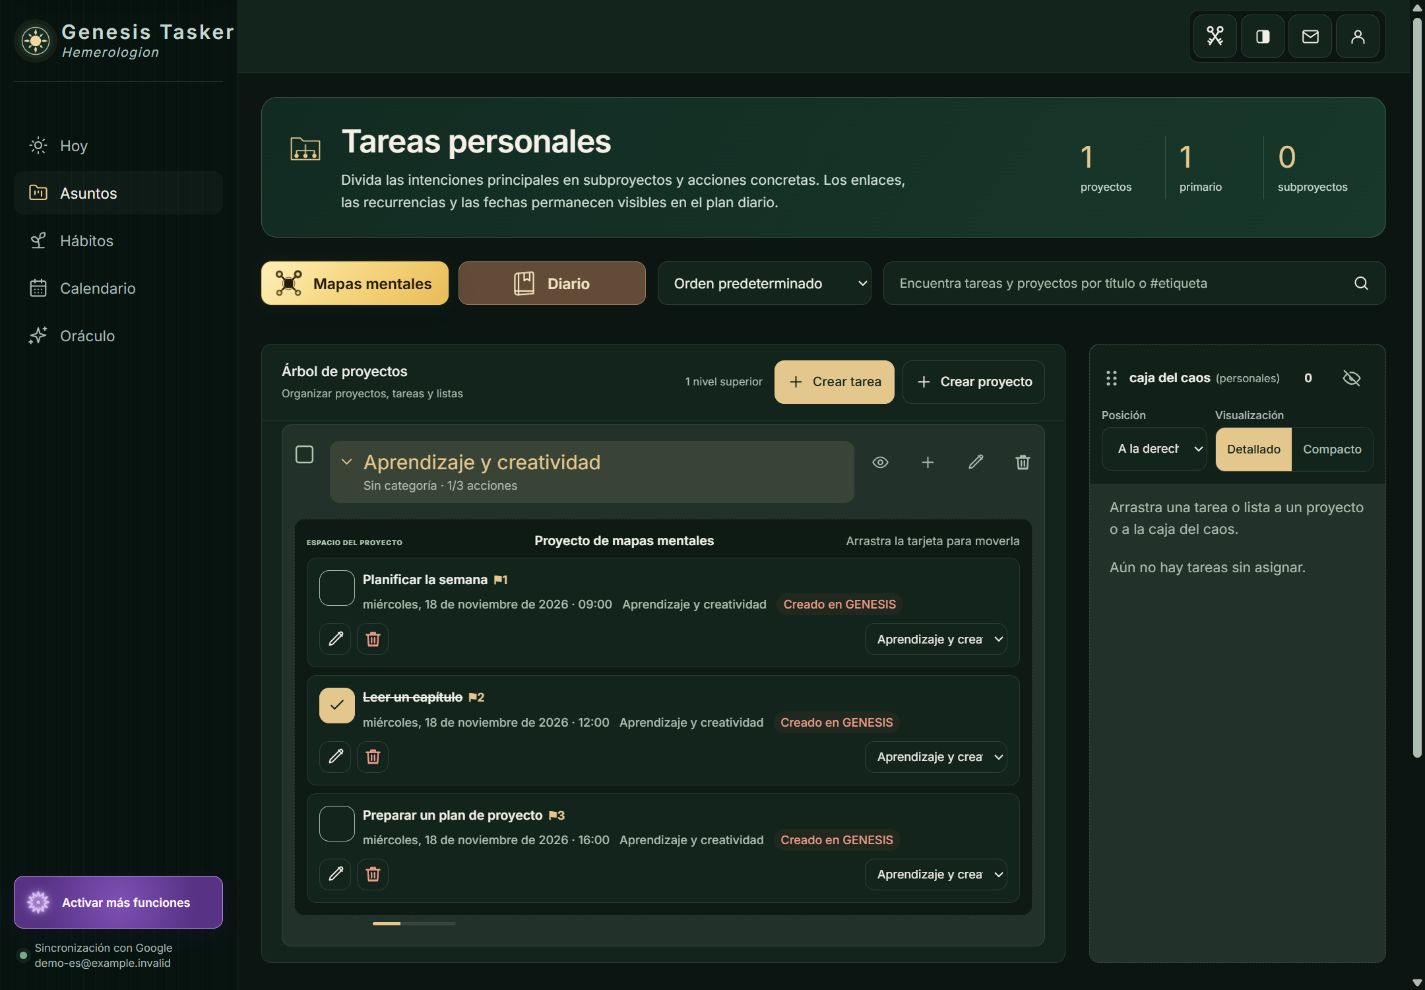 Genesis Tasker
Hemerologion
Hoy
Asuntos
Hábitos
Calendario
Oráculo
Activar más funciones
Sincronización con Google
demo-es@example.invalid
Tareas personales
Divida las intenciones principales en subproyectos y acciones concretas. Los enlaces,
las recurrencias y las fechas permanecen visibles en el plan diario.
1
proyectos
1
primario
0
subproyectos
Mapas mentales
Diario
Orden predeterminado
Encuentra tareas y proyectos por título o #etiqueta
Árbol de proyectos
Organizar proyectos, tareas y listas
1 nivel superior
Crear tarea
Crear proyecto
Aprendizaje y creatividad
Sin categoría · 1/3 acciones
ESPACIO DEL PROYECTO
Proyecto de mapas mentales
Arrastra la tarjeta para moverla
Planificar la semana 1
miércoles, 18 de noviembre de 2026 · 09:00 Aprendizaje y creatividad Creado en GENESIS
Aprendizaje y crea
Leer un capítulo 2
miércoles, 18 de noviembre de 2026 · 12:00 Aprendizaje y creatividad Creado en GENESIS
Aprendizaje y crea
Preparar un plan de proyecto 3
miércoles, 18 de noviembre de 2026 · 16:00 Aprendizaje y creatividad Creado en GENESIS
Aprendizaje y crea
caja del caos (personales) 0
Posición
Visualización
A la derech
Detallado
Compacto
Arrastra una tarea o lista a un proyecto
o a la caja del caos.
Aún no hay tareas sin asignar.